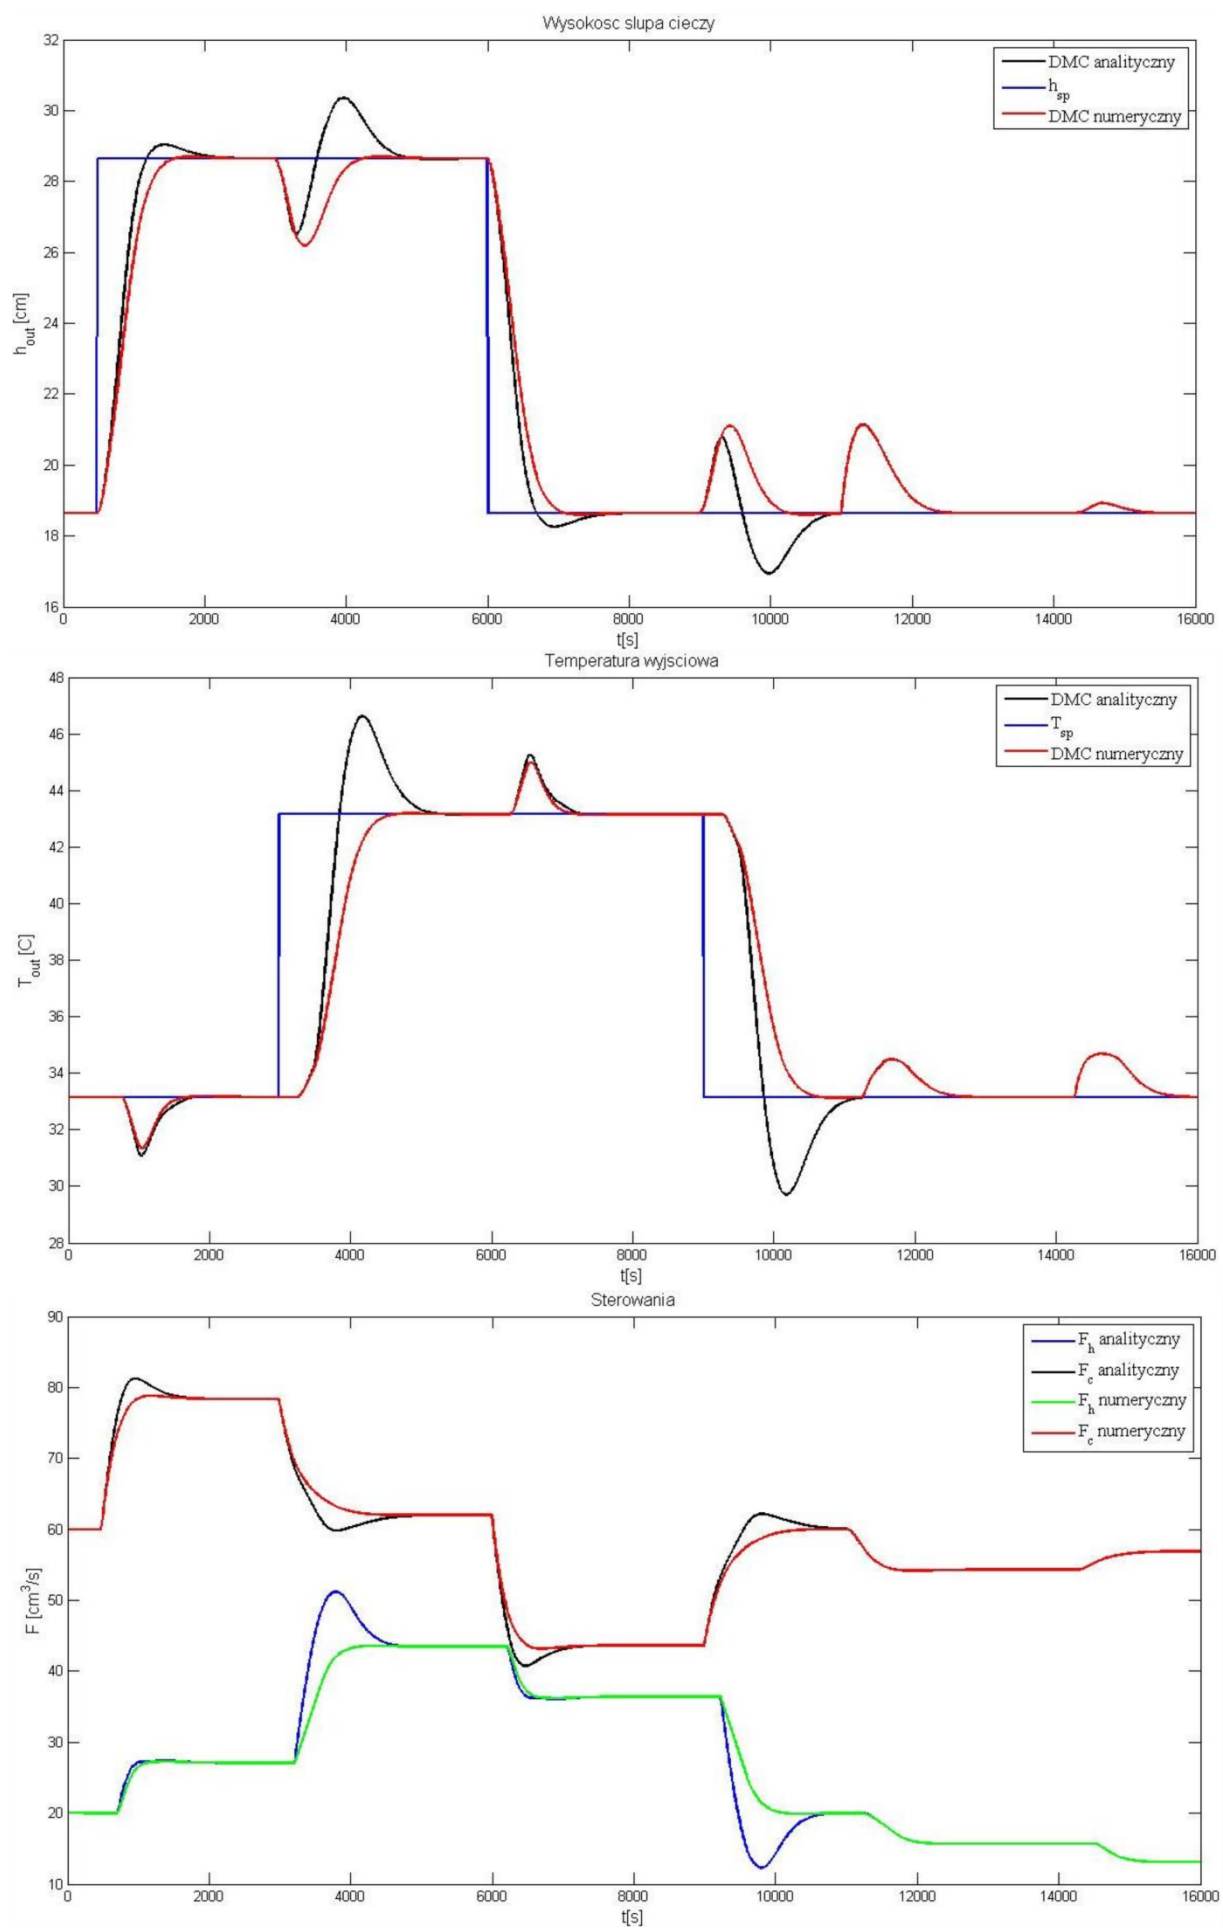 Wysokosc slupa cieczy
32
30
28
26
24
22
20
18
16
h_out [cm]
DMC analityczny
h_sp
DMC numeryczny
0 2000 4000 6000 8000 10000 12000 14000 16000
t[s]
Temperatura wyjsciowa
48
46
44
42
40
38
36
34
32
30
28
T_out [C]
DMC analityczny
T_sp
DMC numeryczny
0 2000 4000 6000 8000 10000 12000 14000 16000
t[s]
Sterowania
90
80
70
60
50
40
30
20
10
F [cm³/s]
F_h analityczny
F_c analityczny
F_h numeryczny
F_c numeryczny
0 2000 4000 6000 8000 10000 12000 14000 16000
t[s]